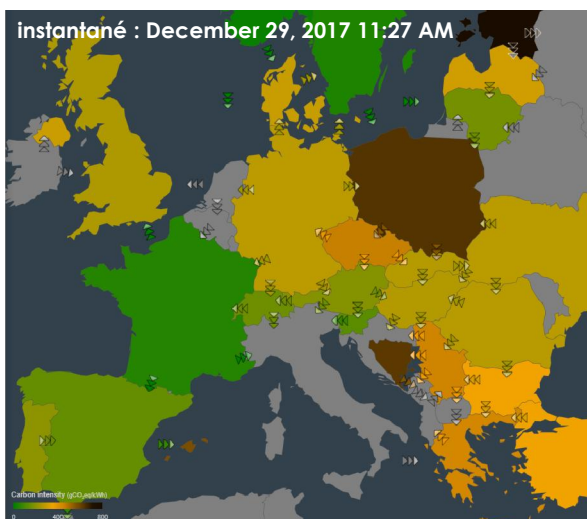 instantané : December 29, 2017 11:27 AM
Carbon intensity (gCO₂eq/kWh)
0 400 800